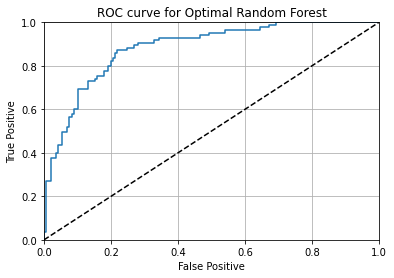 ROC curve for Optimal Random Forest
1.0
0.8
0.6
0.4
0.2
0.0
True Positive
0.0 0.2 0.4 0.6 0.8 1.0
False Positive